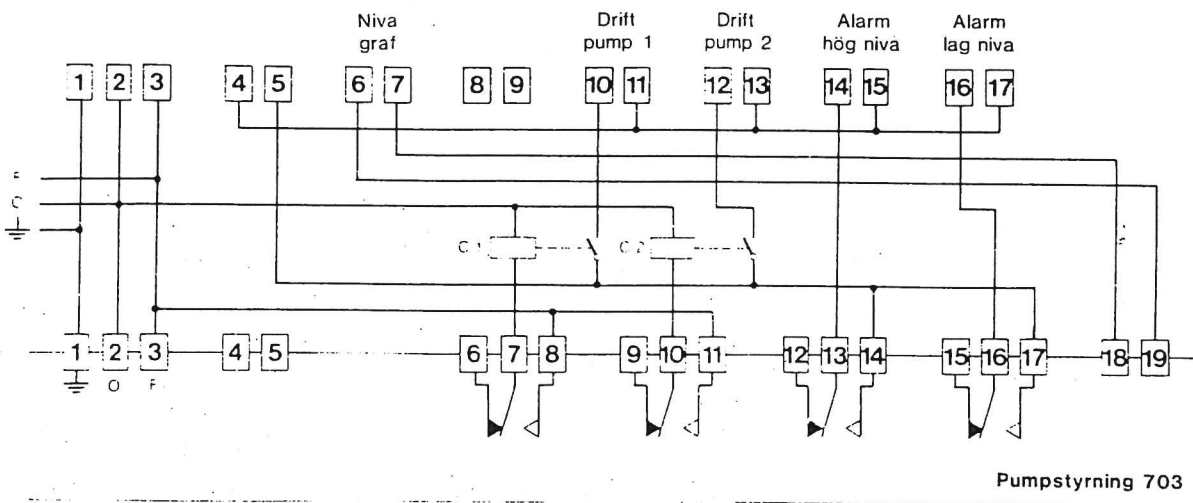 Niva graf
Drift pump 1
Drift pump 2
Alarm hög nivå
Alarm lag niva
1 2 3 4 5 6 7 8 9 10 11 12 13 14 15 16 17
C 1
C 2
1 2 3 4 5 6 7 8 9 10 11 12 13 14 15 16 17 18 19
O F
Pumpstyrning 703